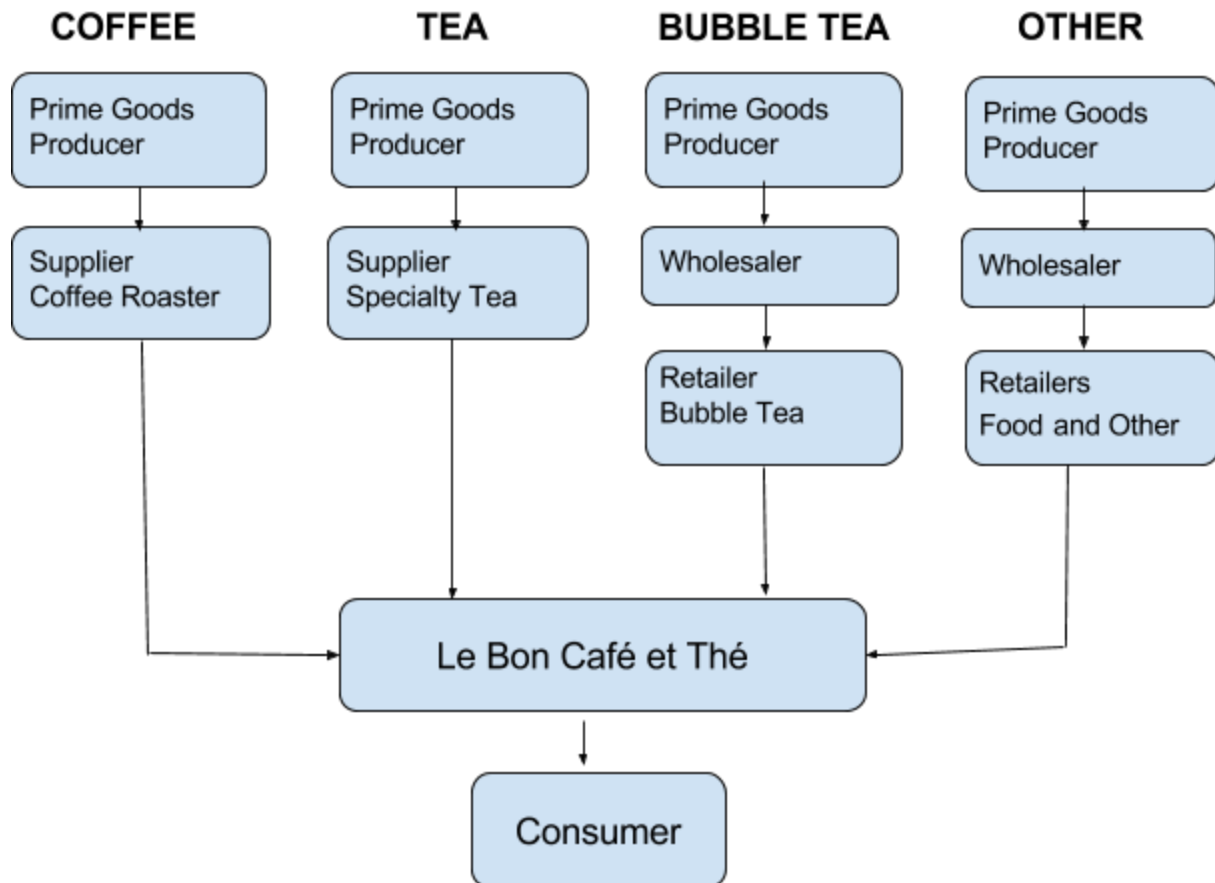 COFFEE
TEA
BUBBLE TEA
OTHER
Prime Goods
Producer
Prime Goods
Producer
Prime Goods
Producer
Prime Goods
Producer
Supplier
Coffee Roaster
Supplier
Specialty Tea
Wholesaler
Wholesaler
Retailer
Bubble Tea
Retailers
Food and Other
Le Bon Café et Thé
Consumer